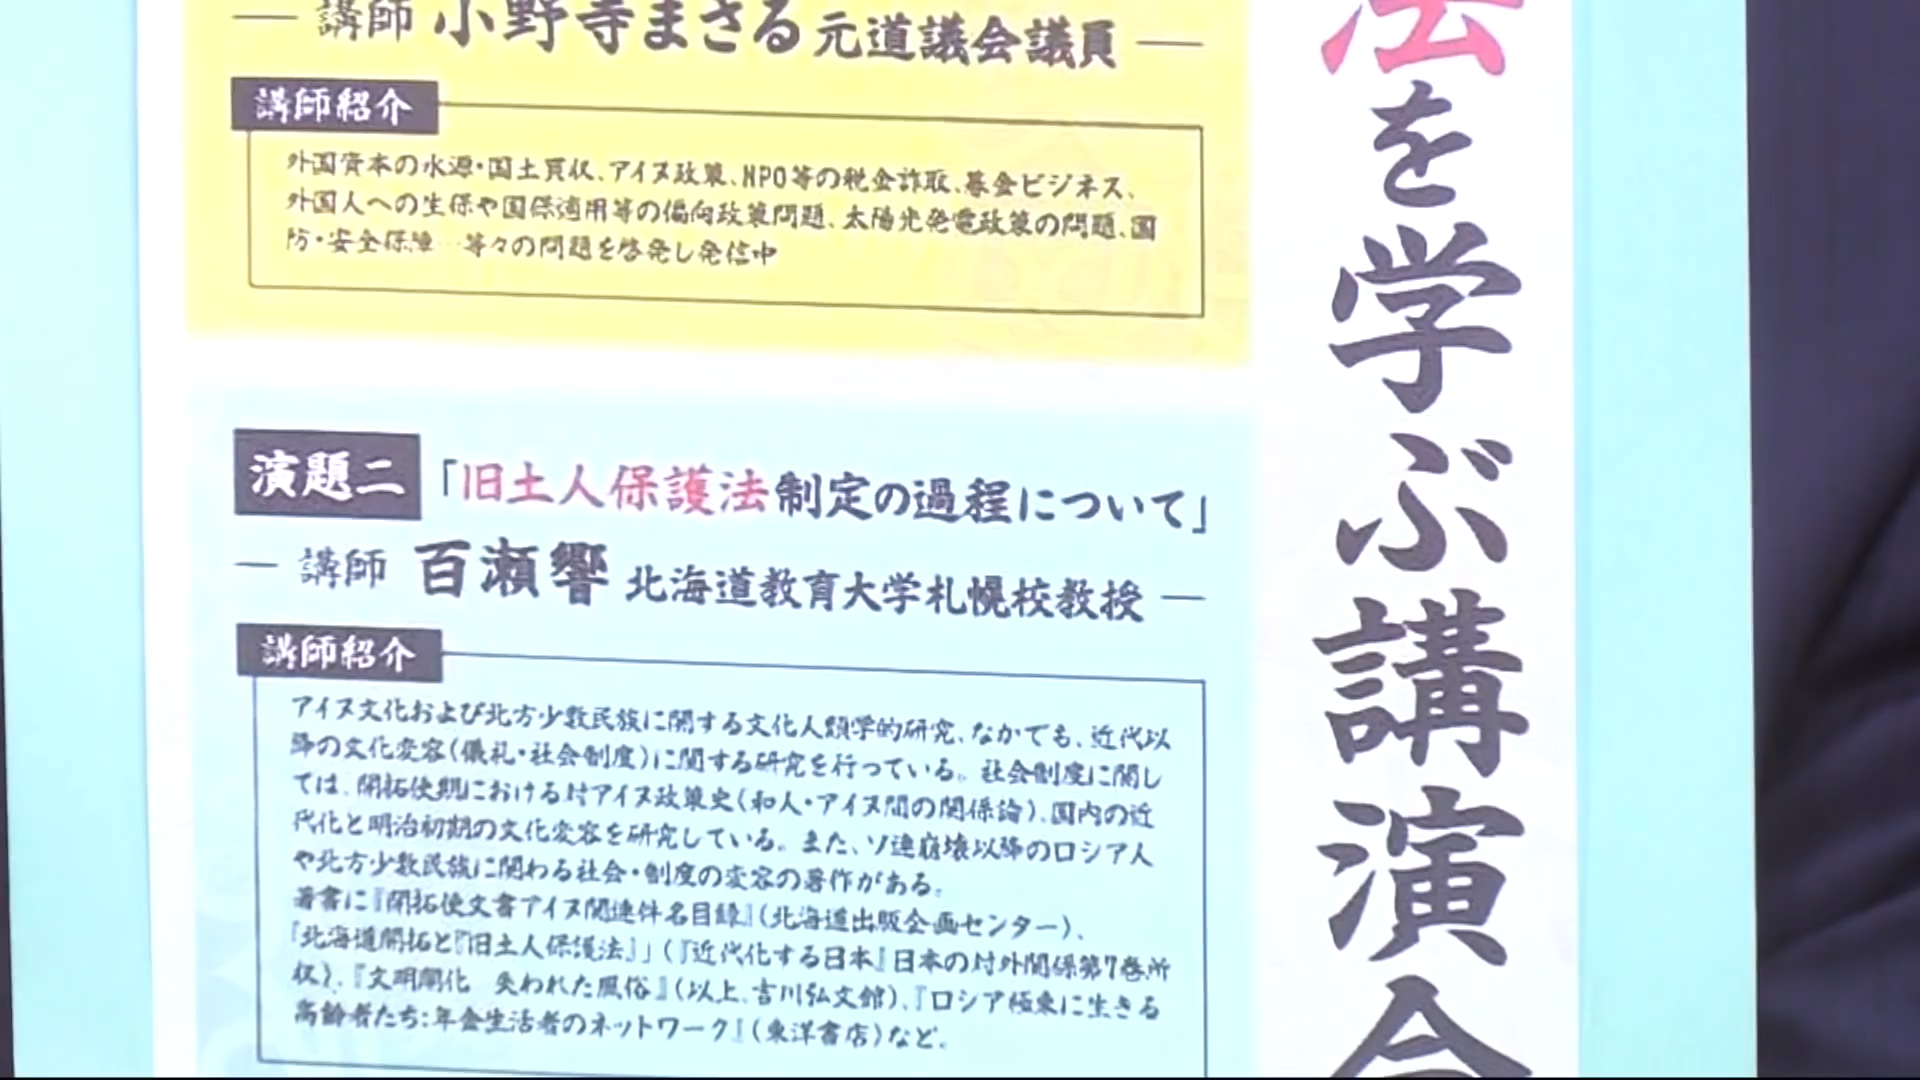 法を学ぶ講演会
― 講師 小野寺まさる 元道議会議員 ―
講師紹介
外国資本の水源・国土買収、アイヌ政策、NPO等の税金詐取、募金ビジネス、
外国人への生保や国保適用等の偏向政策問題、太陽光発電政策の問題、国
防・安全保障…等々の問題を啓発し発信中
演題二 「旧土人保護法制定の過程について」
― 講師 百瀬響 北海道教育大学札幌校教授 ―
講師紹介
アイヌ文化および北方少数民族に関する文化人類学的研究、なかでも、近代以
降の文化変容(儀礼・社会制度)に関する研究を行っている。社会制度に関し
ては、開拓使期における対アイヌ政策史(和人・アイヌ間の関係論)、国内の近
代化と明治初期の文化変容を研究している。また、ソ連崩壊以降のロシア人
や北方少数民族に関わる社会・制度の変容の著作がある。
著書に『開拓使文書アイヌ関連件名目録』(北海道出版企画センター)、
「北海道開拓と『旧土人保護法』」(『近代化する日本』日本の対外関係第7巻所
収)、『文明開化 失われた風俗』(以上、吉川弘文館)、『ロシア極東に生きる
高齢者たち:年金生活者のネットワーク』(東洋書店)など。